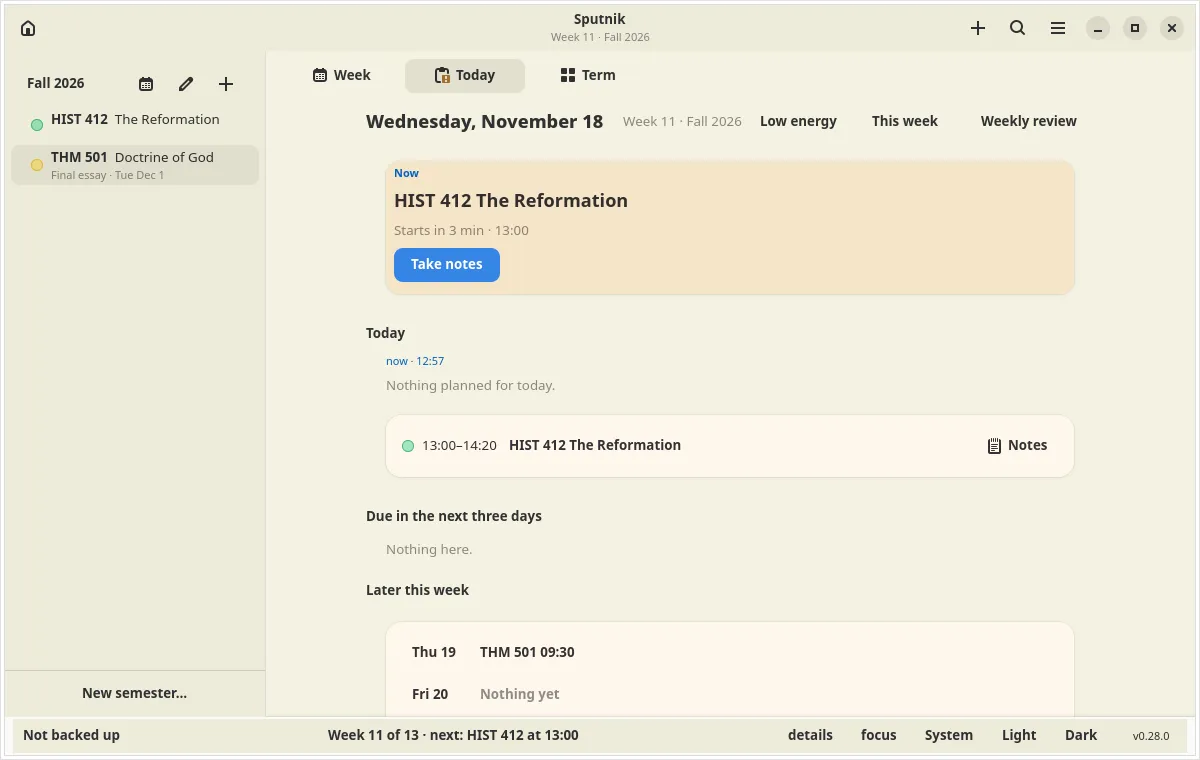 Sputnik
Week 11 · Fall 2026
Fall 2026
HIST 412 The Reformation
THM 501 Doctrine of God
Final essay · Tue Dec 1
New semester...
Week
Today
Term
Wednesday, November 18
Week 11 · Fall 2026
Low energy
This week
Weekly review
Now
HIST 412 The Reformation
Starts in 3 min · 13:00
Take notes
Today
now · 12:57
Nothing planned for today.
13:00–14:20 HIST 412 The Reformation
Notes
Due in the next three days
Nothing here.
Later this week
Thu 19 THM 501 09:30
Fri 20 Nothing yet
Not backed up
Week 11 of 13 · next: HIST 412 at 13:00
details
focus
System
Light
Dark
v0.28.0